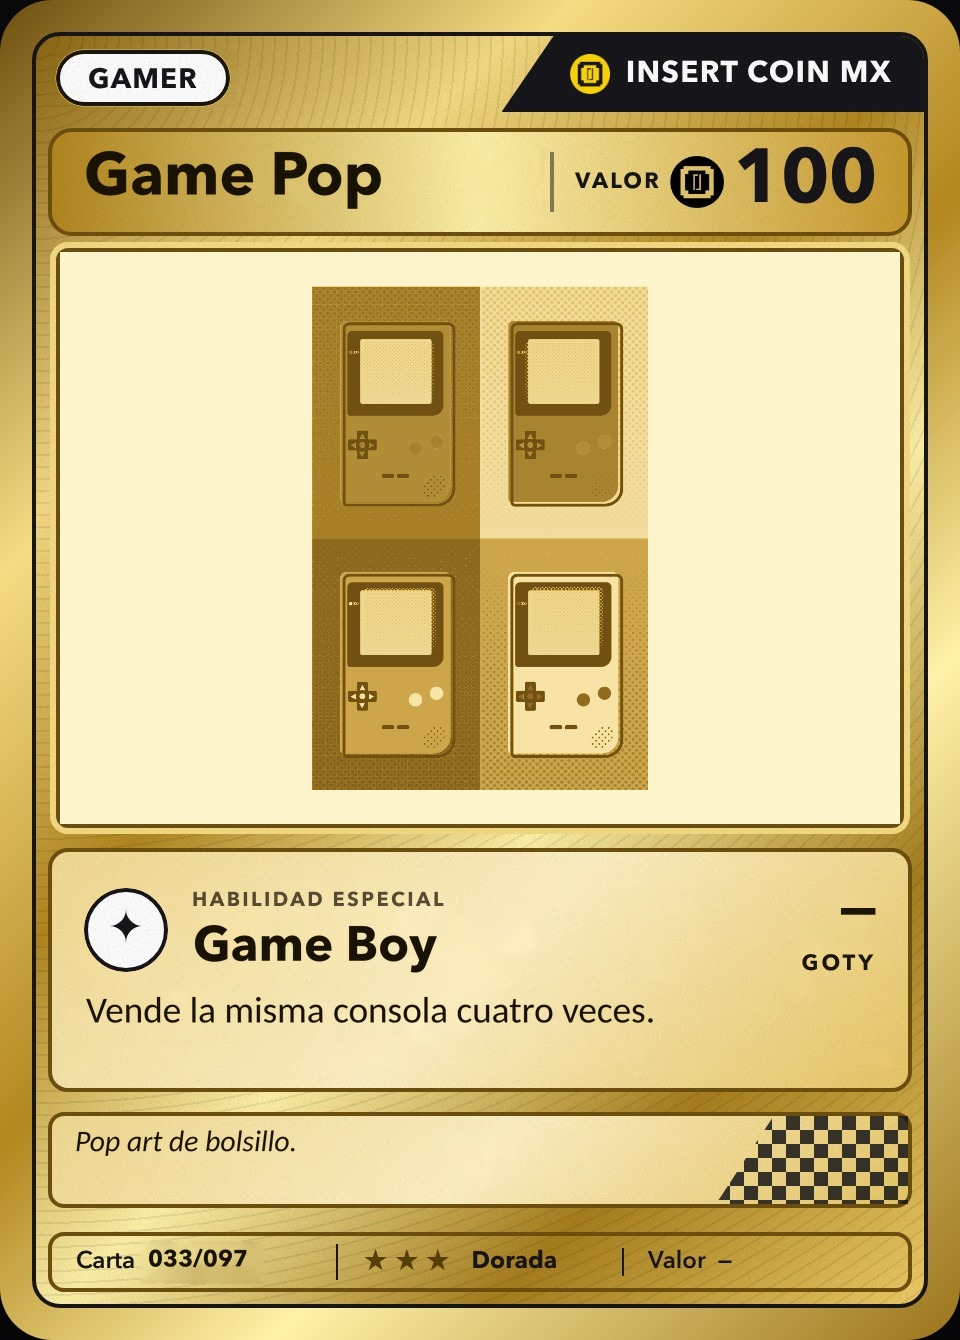 GAMER
INSERT COIN MX
Game Pop
VALOR 100
HABILIDAD ESPECIAL
Game Boy
—
GOTY
Vende la misma consola cuatro veces.
Pop art de bolsillo.
Carta 033/097 ★★★ Dorada Valor –